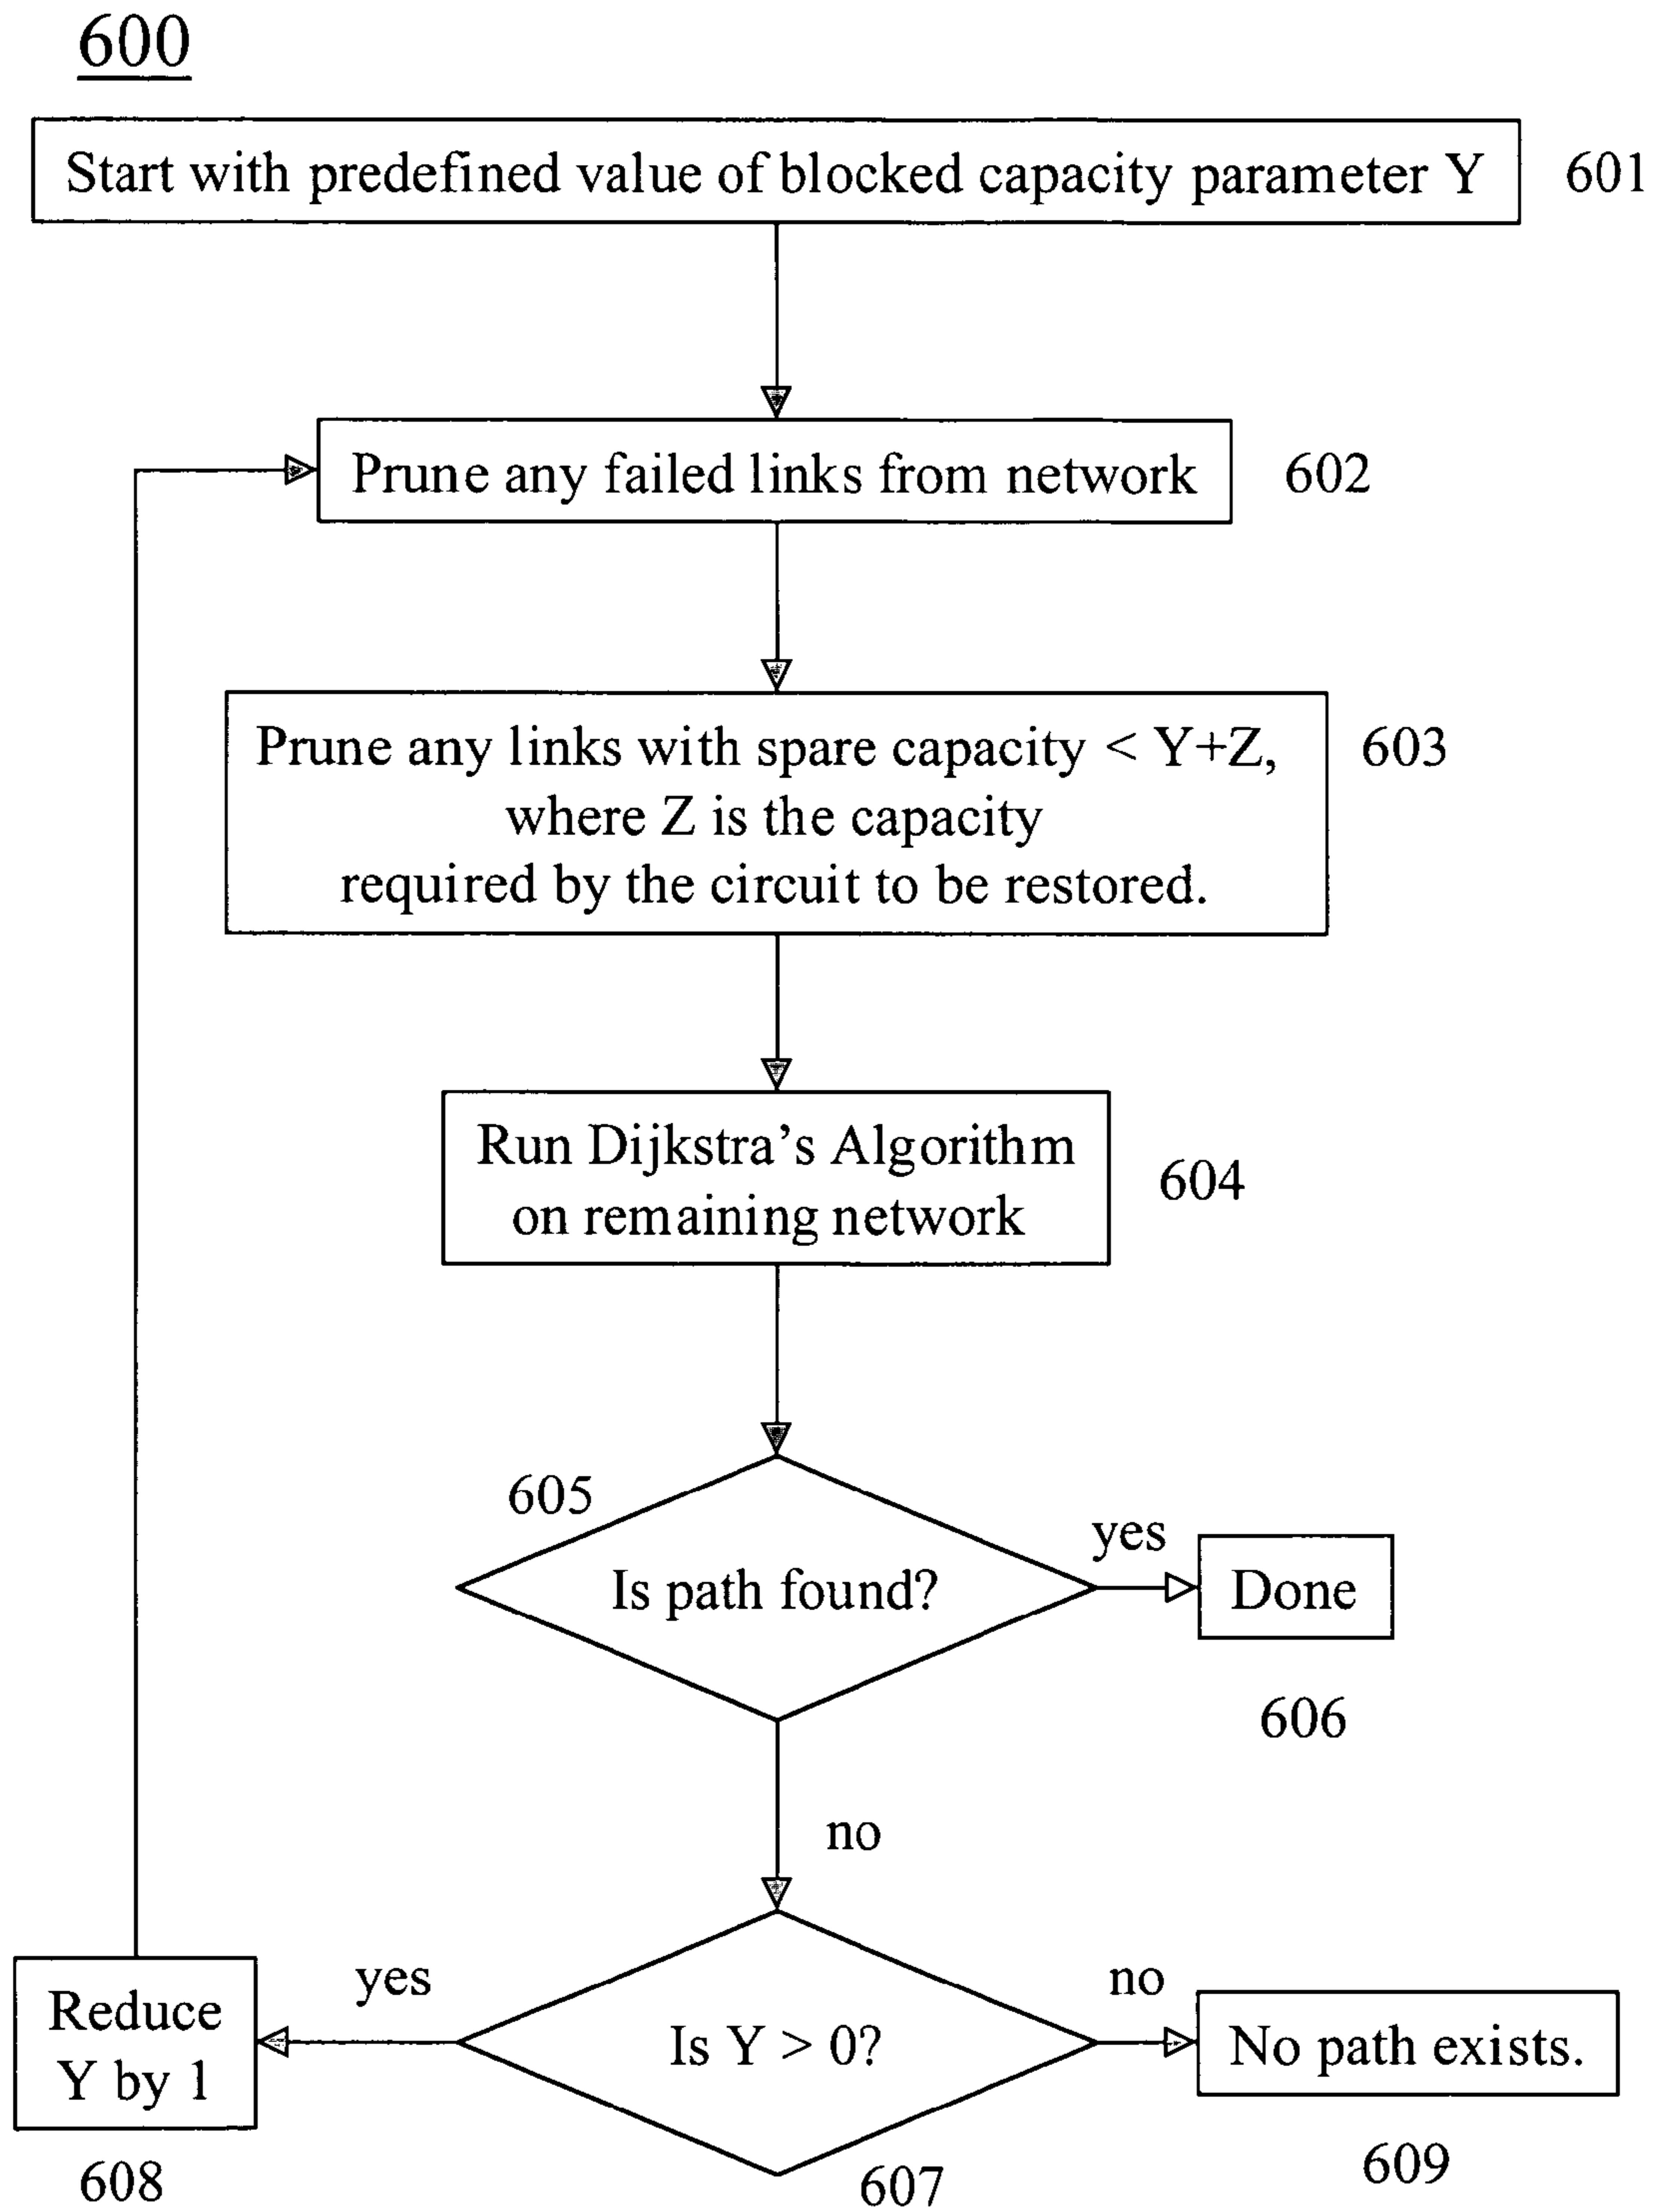 600
Start with predefined value of blocked capacity parameter Y
601
Prune any failed links from network
602
Prune any links with spare capacity < Y+Z,
where Z is the capacity
required by the circuit to be restored.
603
Run Dijkstra's Algorithm
on remaining network
604
605
Is path found?
yes
Done
606
no
Is Y > 0?
607
yes
Reduce
Y by 1
608
no
No path exists.
609